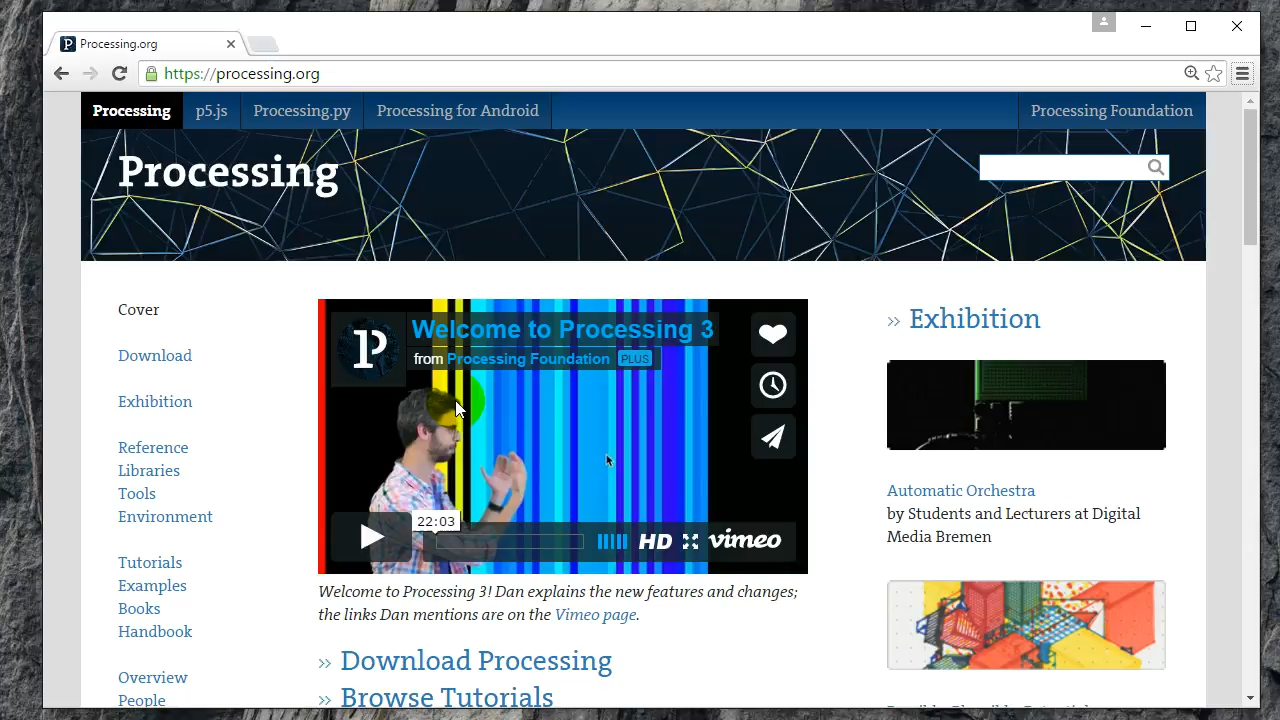 Processing.org
https://processing.org
Processing
p5.js
Processing.py
Processing for Android
Processing Foundation
Processing
Cover
Download
Exhibition
Reference
Libraries
Tools
Environment
Tutorials
Examples
Books
Handbook
Overview
People
Welcome to Processing 3
from Processing Foundation PLUS
22:03
HD
vimeo
Welcome to Processing 3! Dan explains the new features and changes;
the links Dan mentions are on the Vimeo page.
» Download Processing
» Browse Tutorials
» Exhibition
Automatic Orchestra
by Students and Lecturers at Digital
Media Bremen